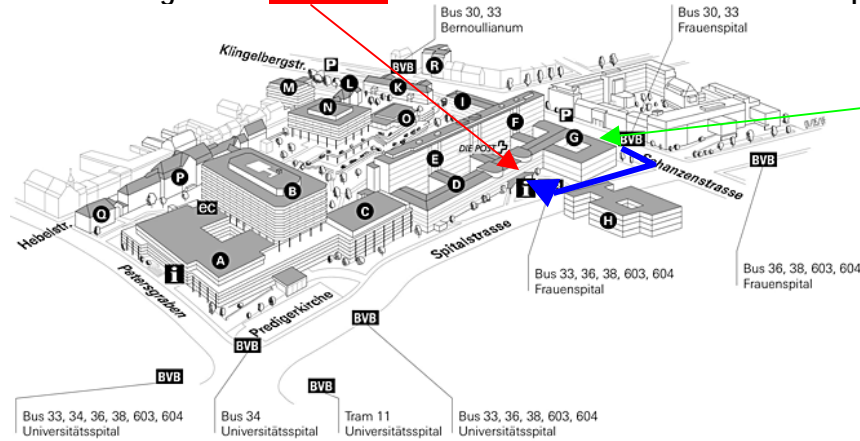 Bus 30, 33
Bernoullianum
Bus 30, 33
Frauenspital
Klingelbergstr.
P
BVB
R
M
L
K
N
O
I
P
F
DIE POST
G
BVB
Schanzenstrasse
BVB
E
D
P
B
C
Q
ec
i
H
Hebelstr.
A
i
Spitalstrasse
Petersgraben
Predigerkirche
Bus 33, 36, 38, 603, 604
Frauenspital
Bus 36, 38, 603, 604
Frauenspital
BVB
BVB
BVB
BVB
Bus 33, 34, 36, 38, 603, 604
Universitätsspital
Bus 34
Universitätsspital
Tram 11
Universitätsspital
Bus 33, 36, 38, 603, 604
Universitätsspital